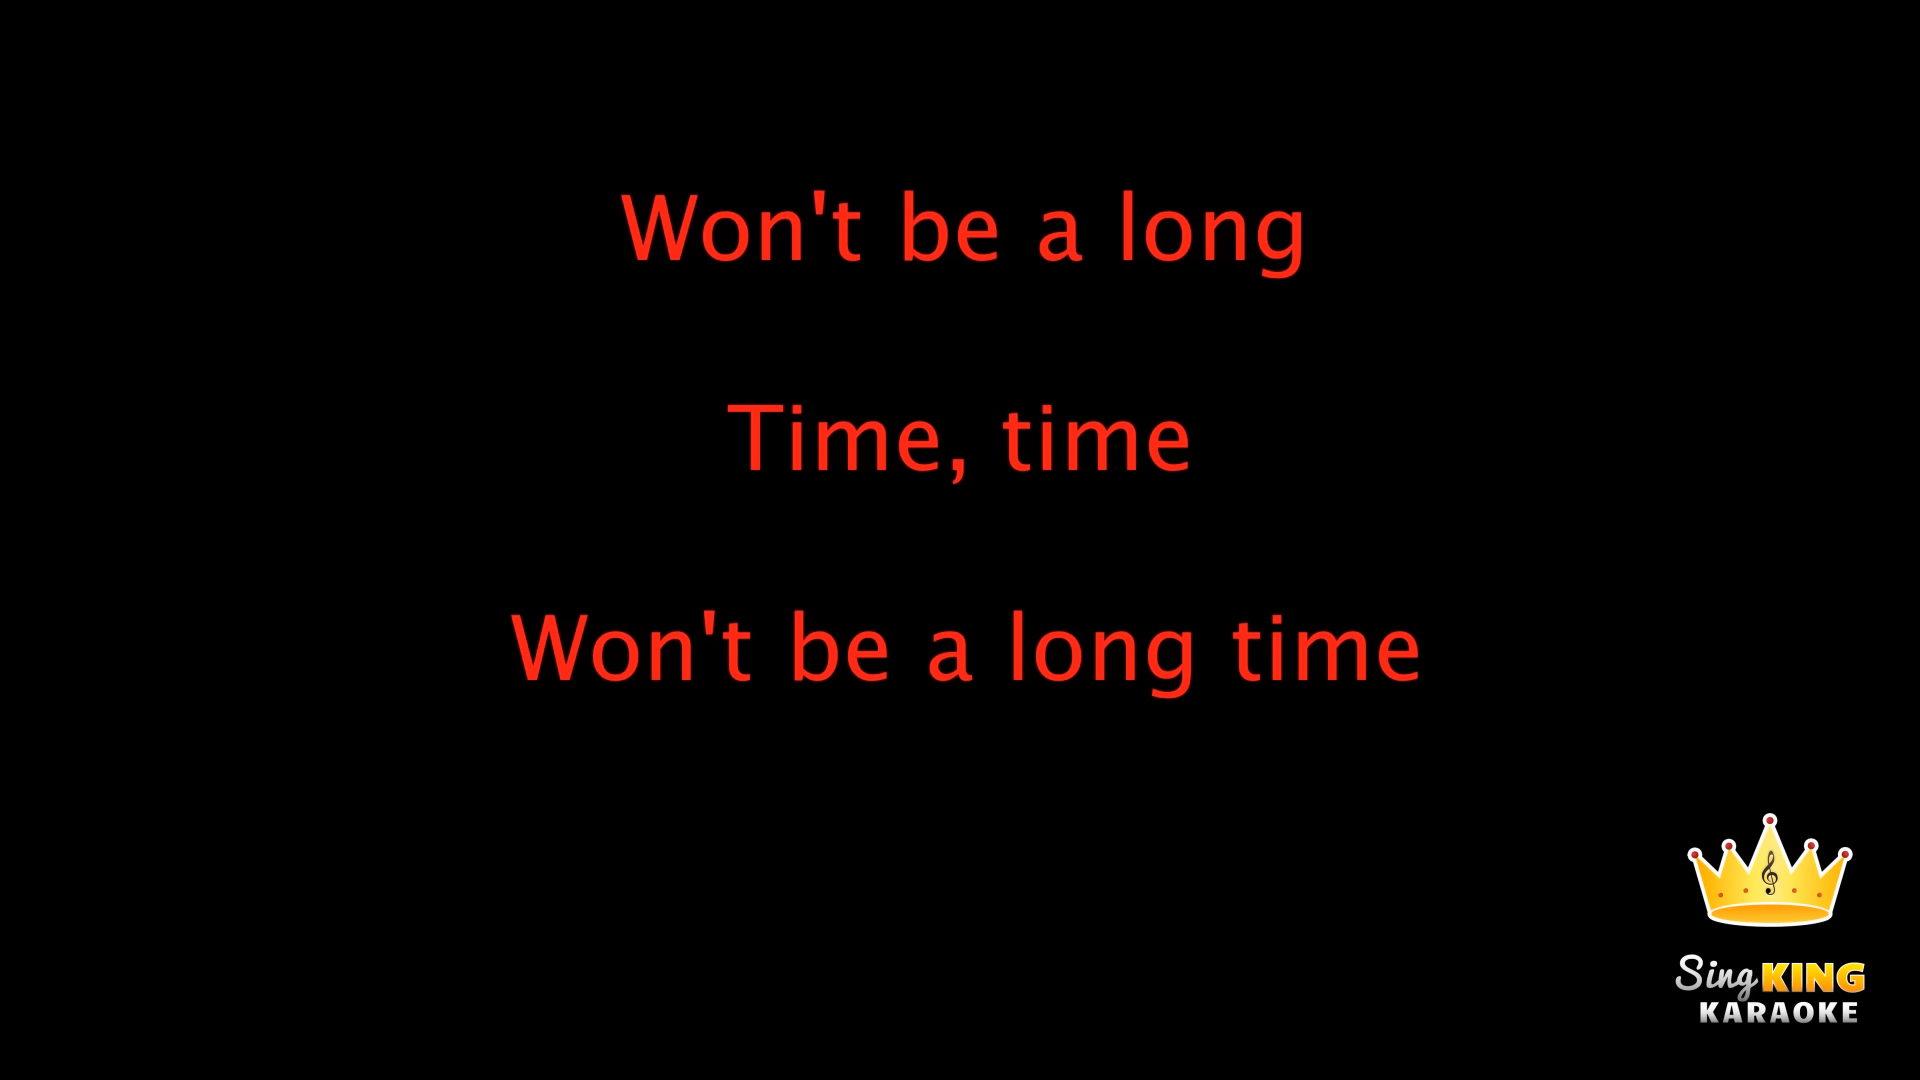 Won't be a long
Time, time
Won't be a long time
Sing KING
KARAOKE